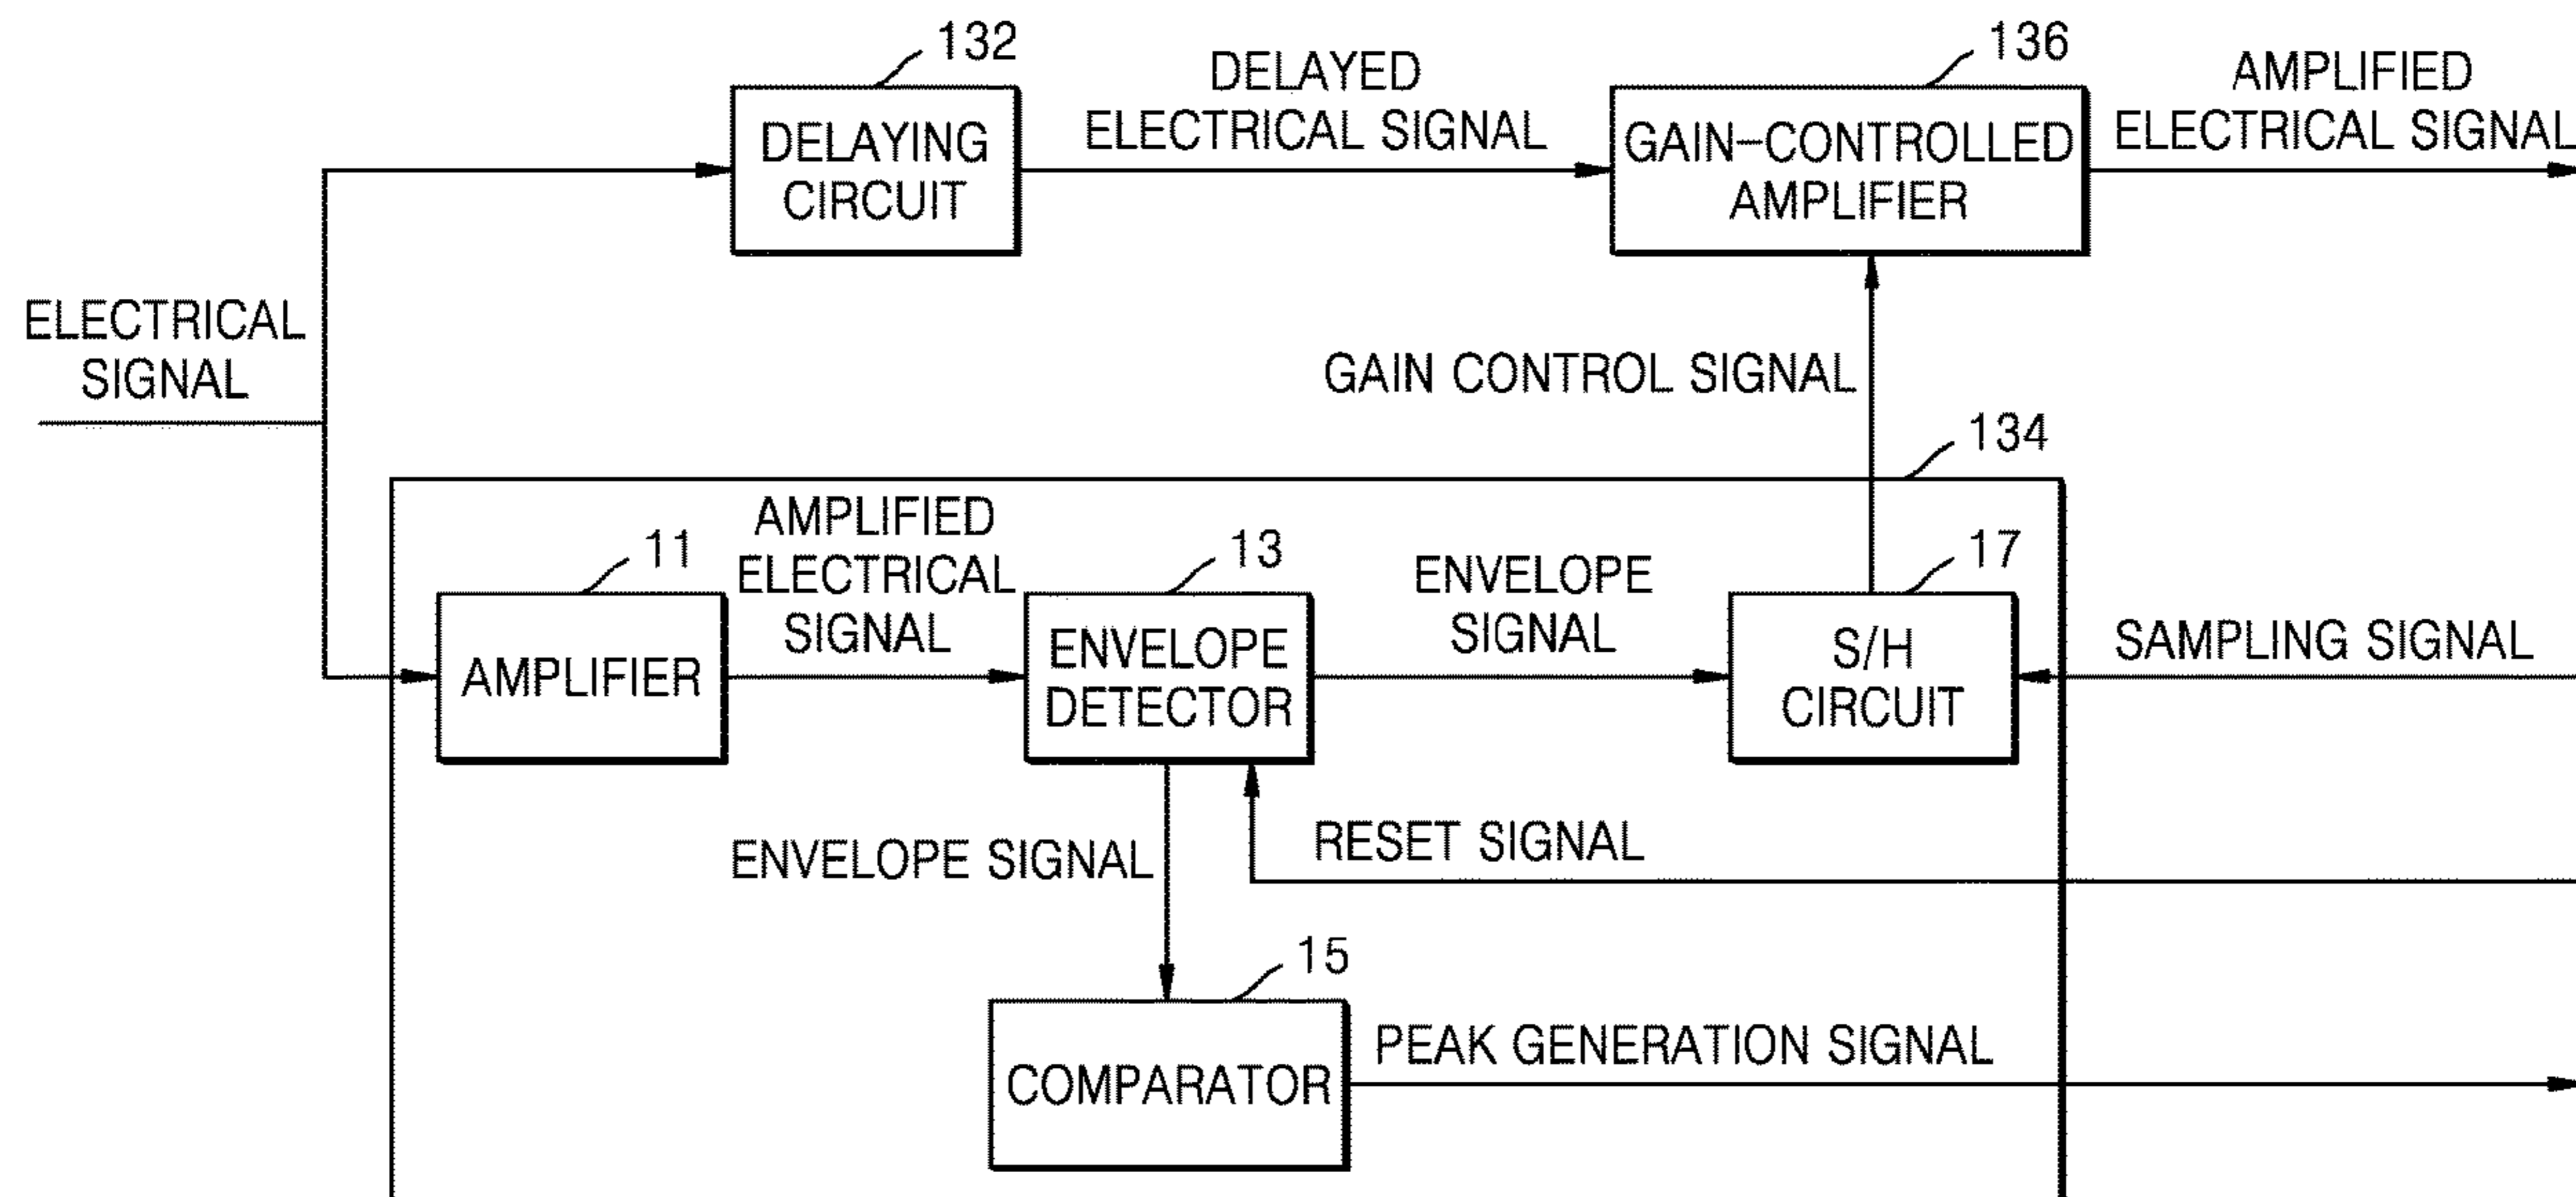 132
DELAYING
CIRCUIT
DELAYED
ELECTRICAL SIGNAL
136
GAIN-CONTROLLED
AMPLIFIER
AMPLIFIED
ELECTRICAL SIGNAL
ELECTRICAL
SIGNAL
GAIN CONTROL SIGNAL
134
11
AMPLIFIER
AMPLIFIED
ELECTRICAL
SIGNAL
13
ENVELOPE
DETECTOR
ENVELOPE
SIGNAL
17
S/H
CIRCUIT
SAMPLING SIGNAL
ENVELOPE SIGNAL
RESET SIGNAL
15
COMPARATOR
PEAK GENERATION SIGNAL